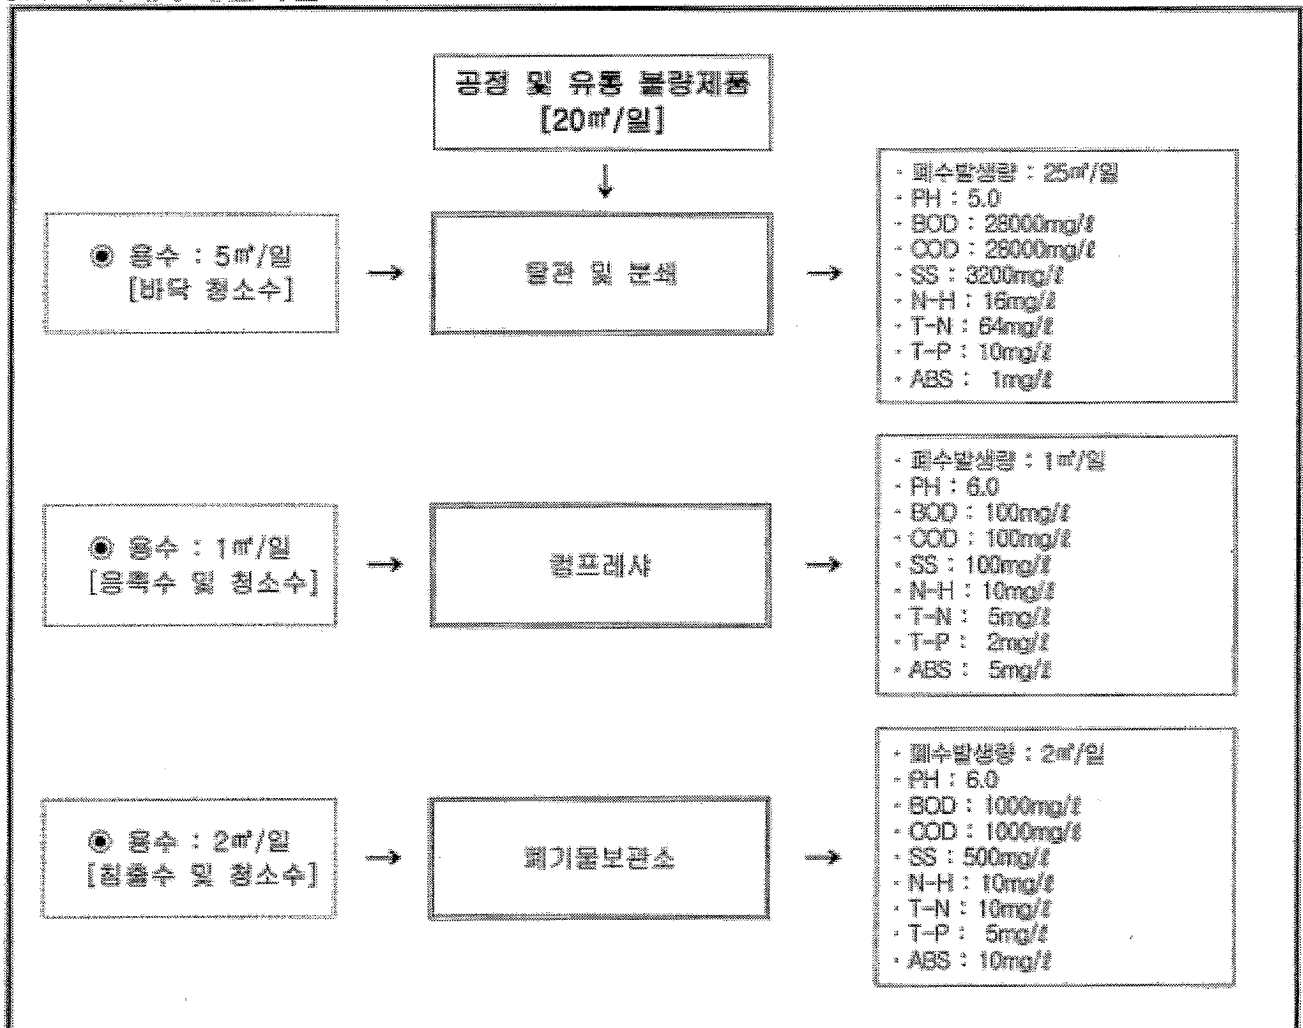 공정 및 유통 불량제품
[20㎥/일]
↓
◉ 용수 : 5㎥/일
[바닥 청소수]
→
탈관 및 분쇄
→
- 폐수발생량 : 25㎥/일
- PH : 5.0
- BOD : 28000mg/ℓ
- COD : 28000mg/ℓ
- SS : 3200mg/ℓ
- N-H : 16mg/ℓ
- T-N : 64mg/ℓ
- T-P : 10mg/ℓ
- ABS : 1mg/ℓ
◉ 용수 : 1㎥/일
[응축수 및 청소수]
→
컴프레샤
→
- 폐수발생량 : 1㎥/일
- PH : 6.0
- BOD : 100mg/ℓ
- COD : 100mg/ℓ
- SS : 100mg/ℓ
- N-H : 10mg/ℓ
- T-N : 5mg/ℓ
- T-P : 2mg/ℓ
- ABS : 5mg/ℓ
◉ 용수 : 2㎥/일
[침출수 및 청소수]
→
폐기물보관소
→
- 폐수발생량 : 2㎥/일
- PH : 6.0
- BOD : 1000mg/ℓ
- COD : 1000mg/ℓ
- SS : 500mg/ℓ
- N-H : 10mg/ℓ
- T-N : 10mg/ℓ
- T-P : 5mg/ℓ
- ABS : 10mg/ℓ